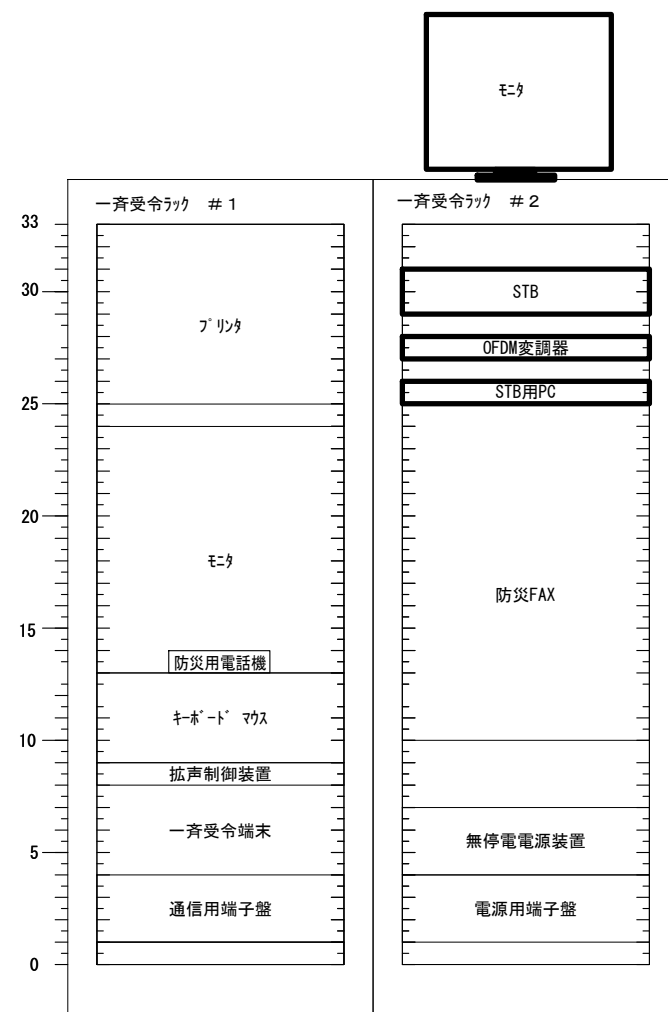 ﾓﾆﾀ
一斉受令ﾗｯｸ　＃１
一斉受令ﾗｯｸ　＃２
33
30
25
20
15
10
5
0
ﾌﾟﾘﾝﾀ
ﾓﾆﾀ
防災用電話機
ｷｰﾎﾞｰﾄﾞ ﾏｳｽ
拡声制御装置
一斉受令端末
通信用端子盤
STB
OFDM変調器
STB用PC
防災FAX
無停電電源装置
電源用端子盤